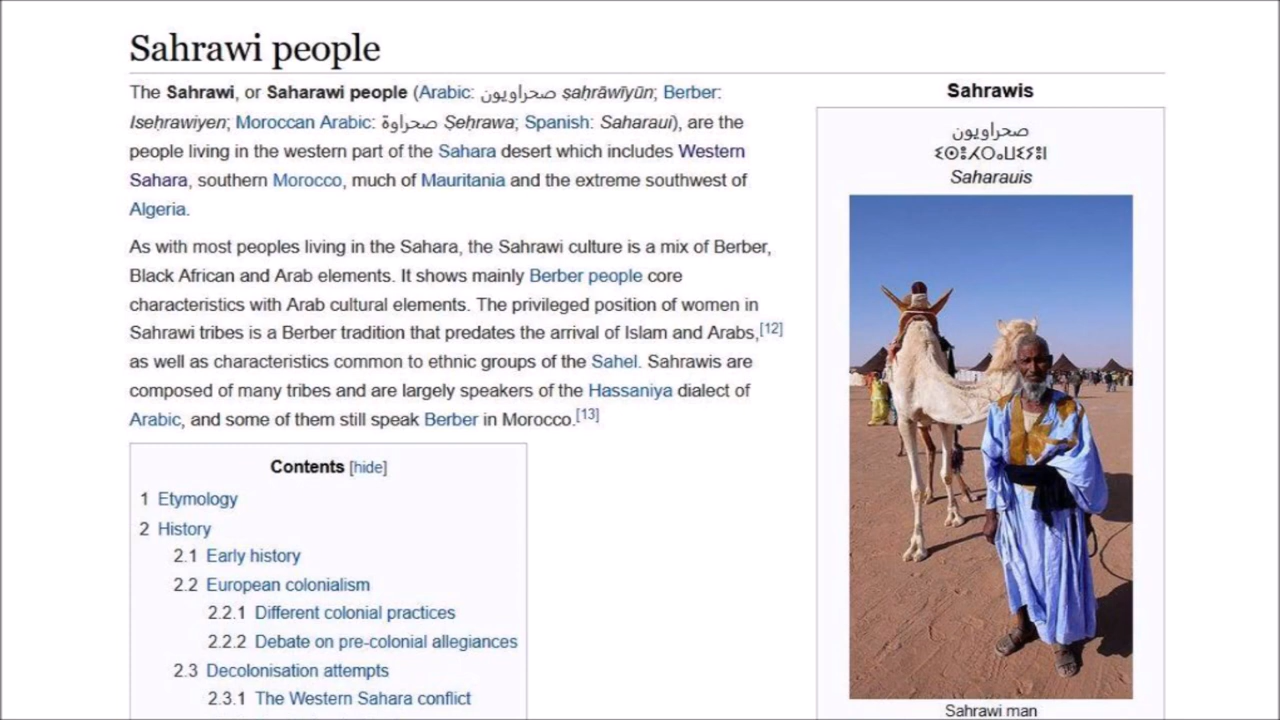 Sahrawi people
The Sahrawi, or Saharawi people (Arabic: صحراويون ṣaḥrāwīyūn; Berber:
Iseḥrawiyen; Moroccan Arabic: صحراوة Ṣeḥrawa; Spanish: Saharaui), are the
people living in the western part of the Sahara desert which includes Western
Sahara, southern Morocco, much of Mauritania and the extreme southwest of
Algeria.
As with most peoples living in the Sahara, the Sahrawi culture is a mix of Berber,
Black African and Arab elements. It shows mainly Berber people core
characteristics with Arab cultural elements. The privileged position of women in
Sahrawi tribes is a Berber tradition that predates the arrival of Islam and Arabs,[12]
as well as characteristics common to ethnic groups of the Sahel. Sahrawis are
composed of many tribes and are largely speakers of the Hassaniya dialect of
Arabic, and some of them still speak Berber in Morocco.[13]
Contents [hide]
1 Etymology
2 History
2.1 Early history
2.2 European colonialism
2.2.1 Different colonial practices
2.2.2 Debate on pre-colonial allegiances
2.3 Decolonisation attempts
2.3.1 The Western Sahara conflict
Sahrawis
صحراويون
ⵉⵙⴻⵃⵔⴰⵡⵉⵢⴻⵏ
Saharauis
Sahrawi man